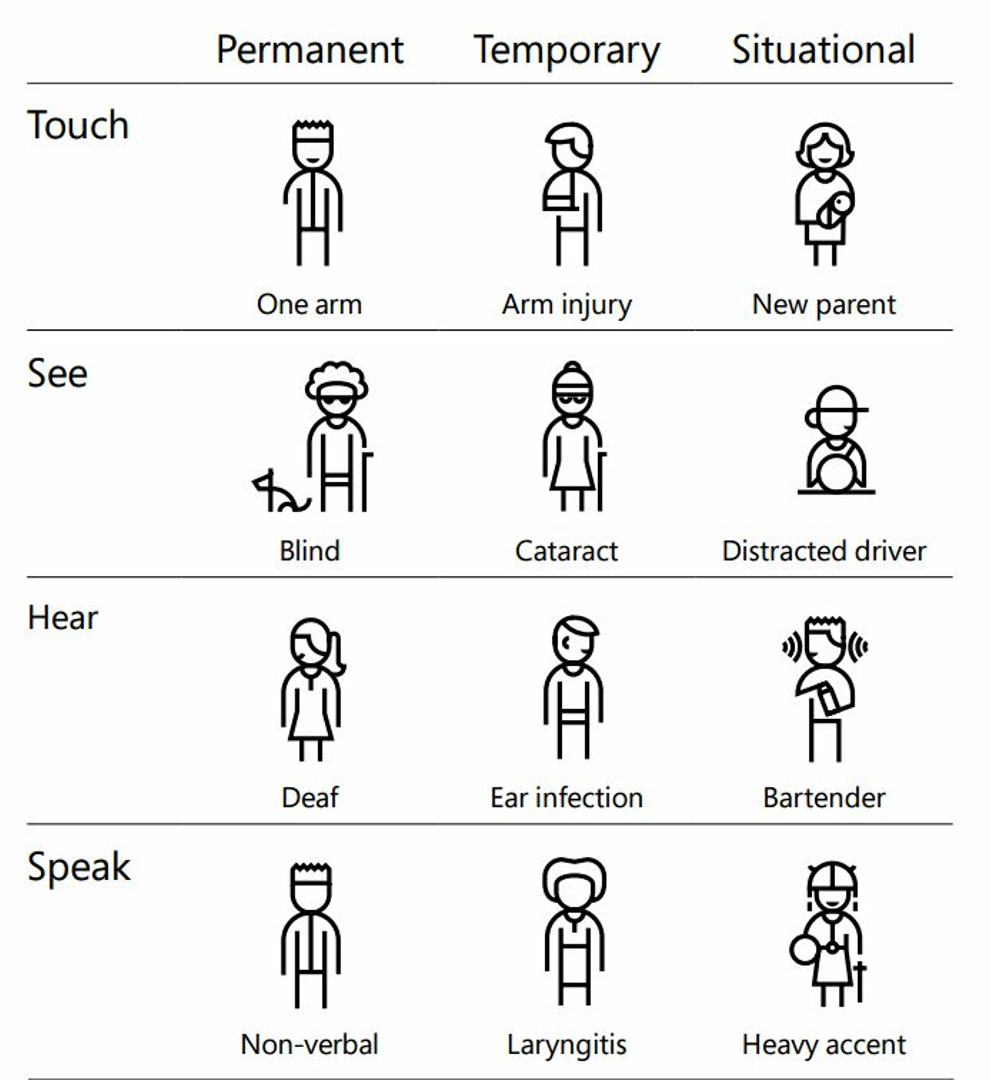 Permanent Temporary Situational
Touch
One arm Arm injury New parent
See
Blind Cataract Distracted driver
Hear
Deaf Ear infection Bartender
Speak
Non-verbal Laryngitis Heavy accent